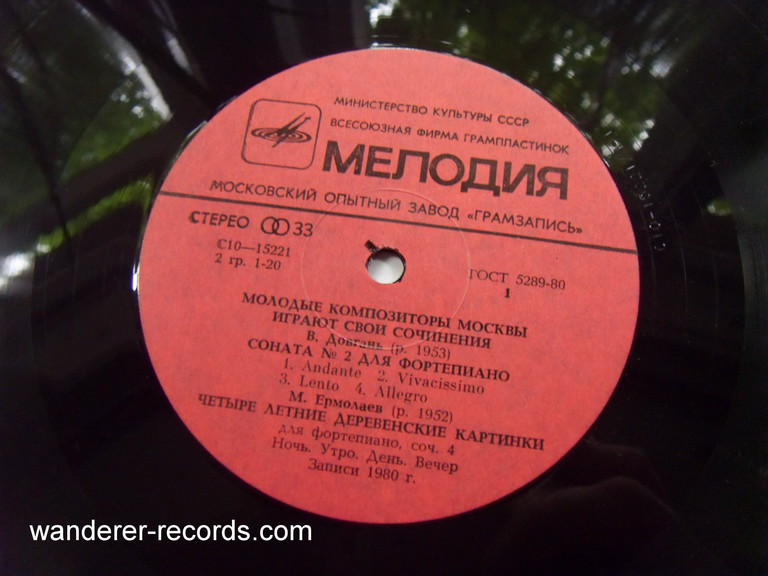 МИНИСТЕРСТВО КУЛЬТУРЫ СССР
ВСЕСОЮЗНАЯ ФИРМА ГРАМПЛАСТИНОК
МЕЛОДИЯ
МОСКОВСКИЙ ОПЫТНЫЙ ЗАВОД «ГРАМЗАПИСЬ»
СТЕРЕО 33
С10—15221
2 гр. 1-20
ГОСТ 5289-80
1
МОЛОДЫЕ КОМПОЗИТОРЫ МОСКВЫ
ИГРАЮТ СВОИ СОЧИНЕНИЯ
В. Довгань (р. 1953)
СОНАТА № 2 ДЛЯ ФОРТЕПИАНО
1. Andante 2. Vivacissimo
3. Lento 4. Allegro
М. Ермолаев (р. 1952)
ЧЕТЫРЕ ЛЕТНИЕ ДЕРЕВЕНСКИЕ КАРТИНКИ
для фортепиано, соч. 4
Ночь. Утро. День. Вечер
Записи 1980 г.
wanderer-records.com